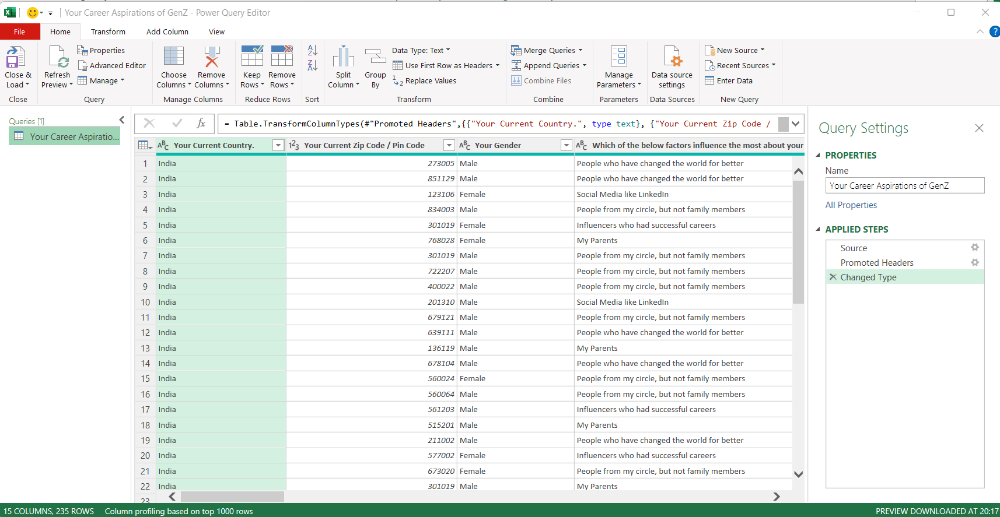 Your Career Aspirations of GenZ - Power Query Editor
File Home Transform Add Column View
Close & Load
Refresh Preview
Properties
Advanced Editor
Manage
Choose Columns
Remove Columns
Keep Rows
Remove Rows
Split Column
Group By
Data Type: Text
Use First Row as Headers
Replace Values
Merge Queries
Append Queries
Combine Files
Manage Parameters
Data source settings
New Source
Recent Sources
Enter Data
Close Query Manage Columns Reduce Rows Sort Transform Combine Parameters Data Sources New Query
Queries [1]
Your Career Aspiratio...
fx = Table.TransformColumnTypes(#"Promoted Headers",{{"Your Current Country.", type text}, {"Your Current Zip Code /
ABC Your Current Country. 123 Your Current Zip Code / Pin Code ABC Your Gender ABC Which of the below factors influence the most about your
1 India 273005 Male People who have changed the world for better
2 India 851129 Male People who have changed the world for better
3 India 123106 Female Social Media like LinkedIn
4 India 834003 Male People from my circle, but not family members
5 India 301019 Female Influencers who had successful careers
6 India 768028 Female My Parents
7 India 301019 Male People from my circle, but not family members
8 India 722207 Male People from my circle, but not family members
9 India 400022 Male People from my circle, but not family members
10 India 201310 Male Social Media like LinkedIn
11 India 679121 Male People from my circle, but not family members
12 India 639111 Male People who have changed the world for better
13 India 136119 Male My Parents
14 India 678104 Male People who have changed the world for better
15 India 560024 Female People from my circle, but not family members
16 India 560064 Male People from my circle, but not family members
17 India 561203 Male Influencers who had successful careers
18 India 515201 Male My Parents
19 India 211002 Male People who have changed the world for better
20 India 577002 Female Influencers who had successful careers
21 India 673020 Female People from my circle, but not family members
22 India 301019 Male My Parents
23
Query Settings
PROPERTIES
Name
Your Career Aspirations of GenZ
All Properties
APPLIED STEPS
Source
Promoted Headers
Changed Type
15 COLUMNS, 235 ROWS Column profiling based on top 1000 rows PREVIEW DOWNLOADED AT 20:17